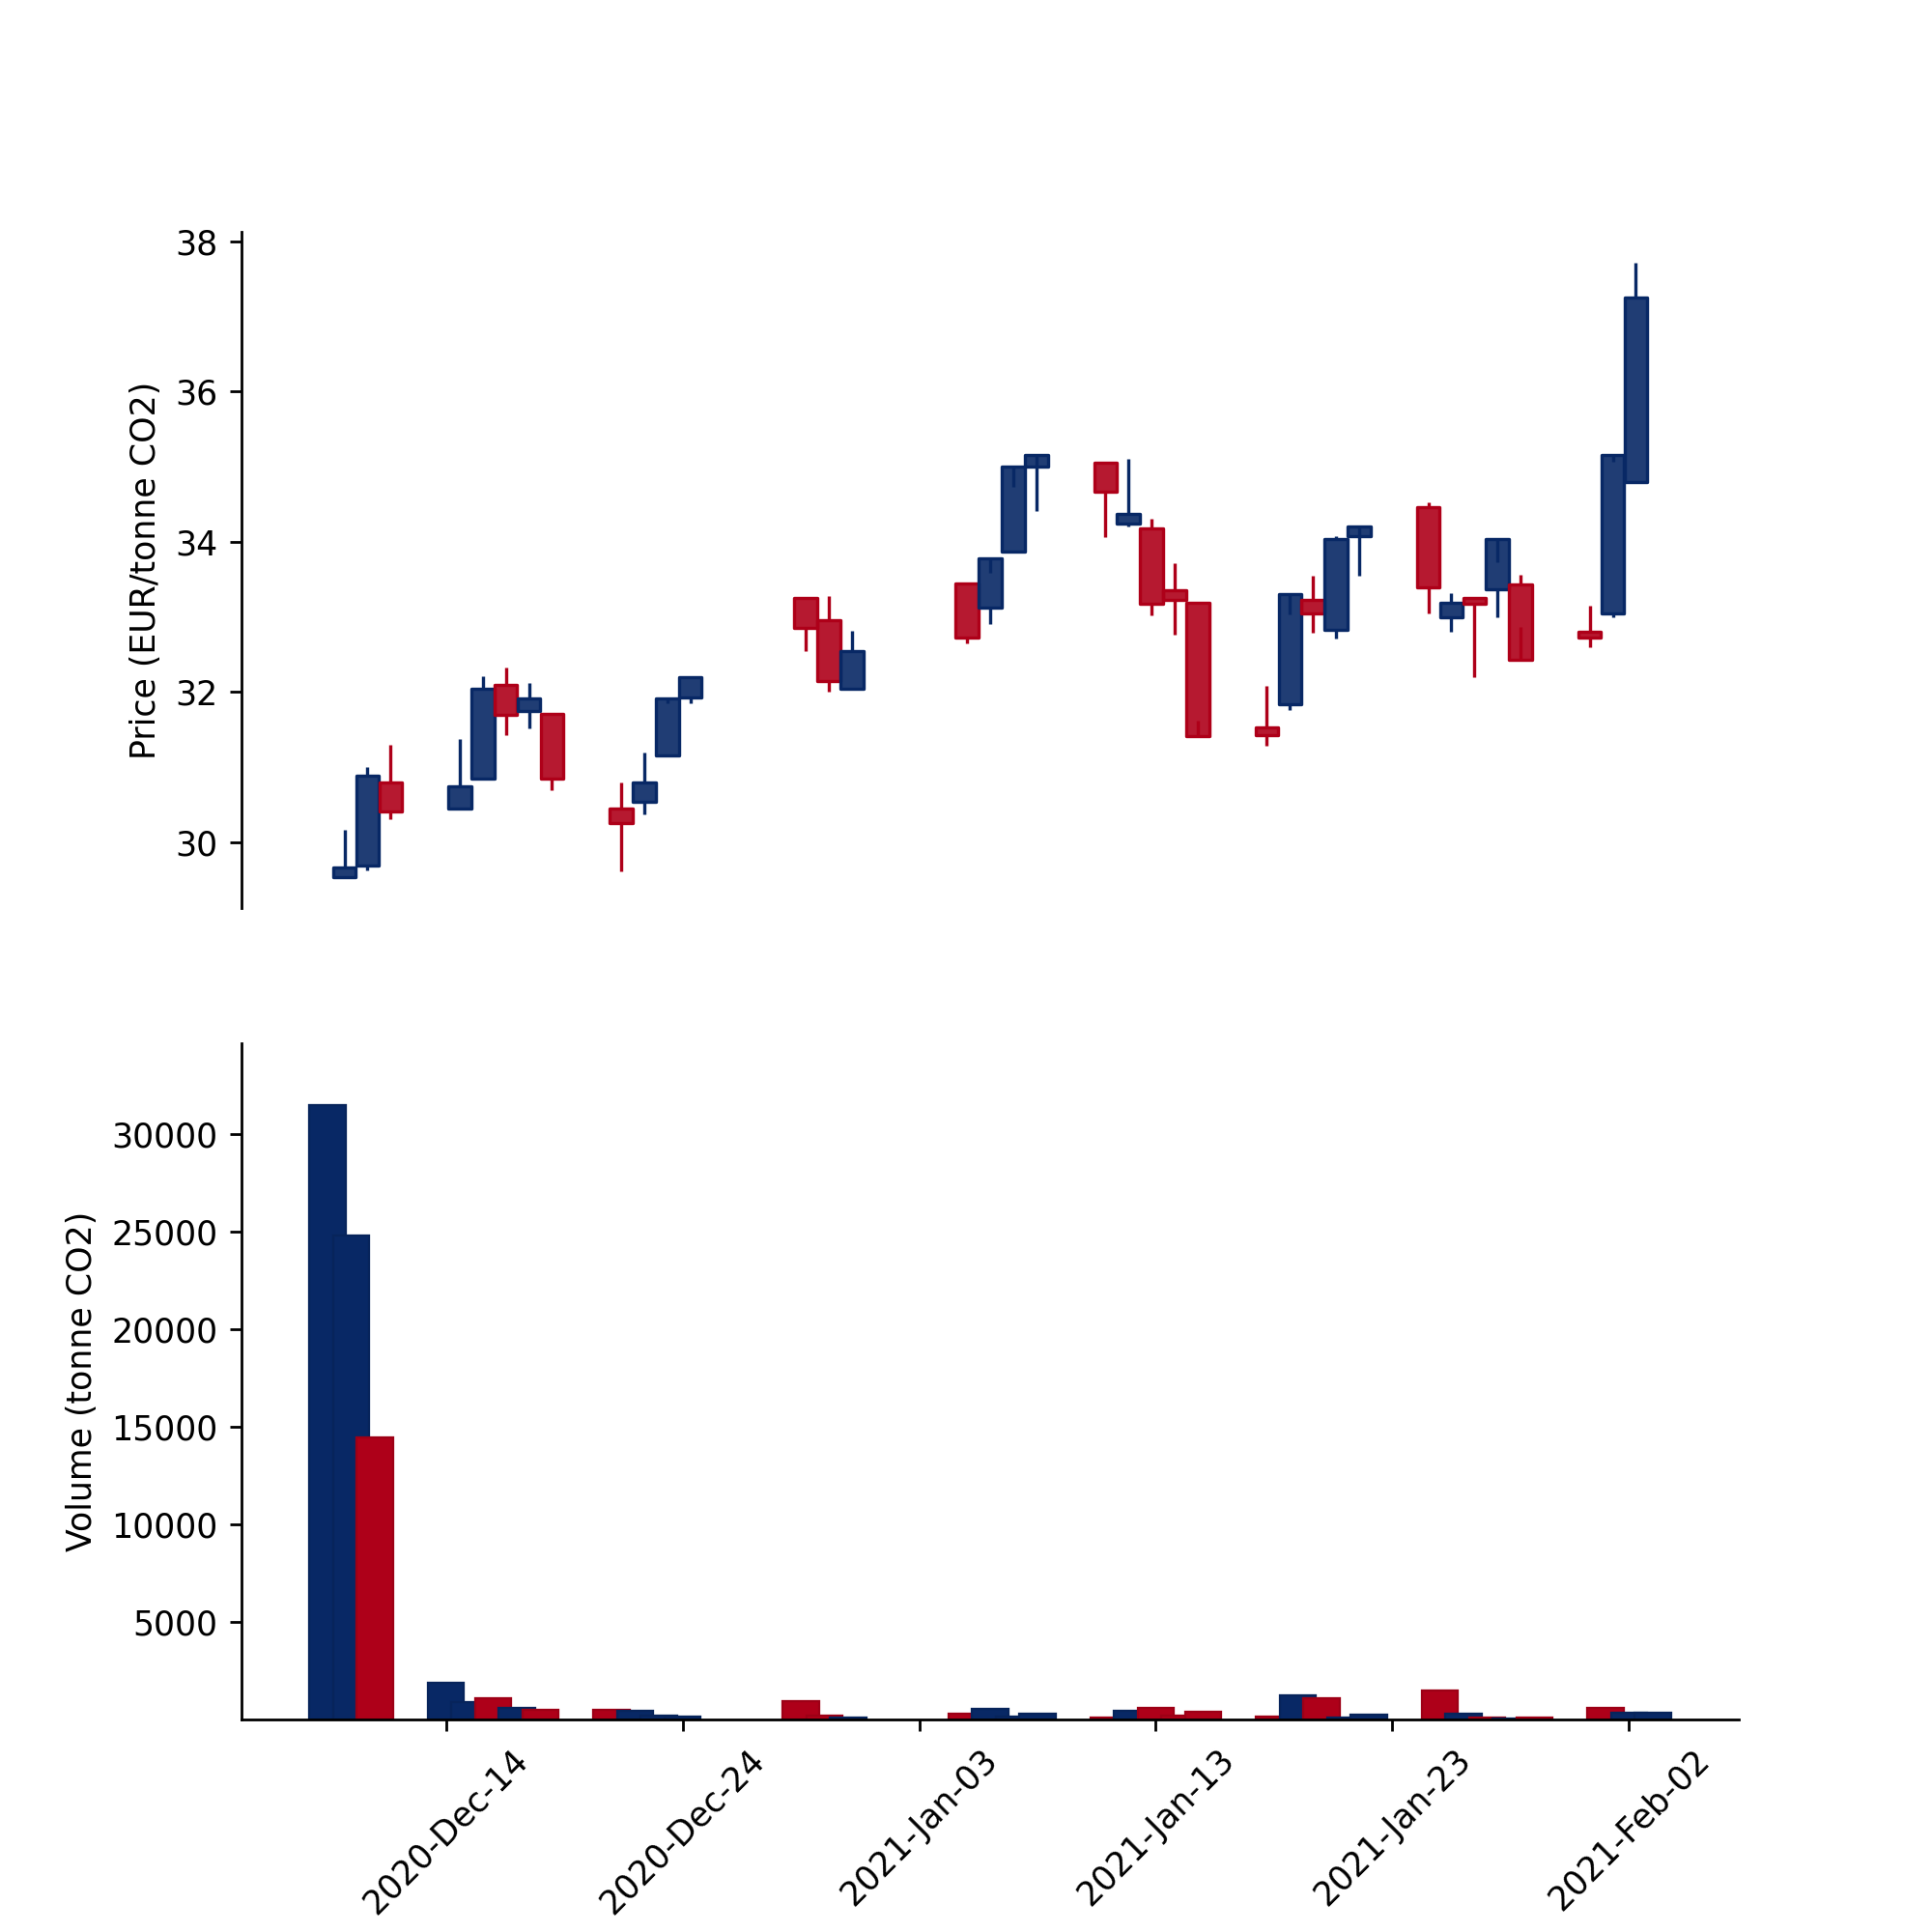 38
36
34
32
30
Price (EUR/tonne CO2)
30000
25000
20000
15000
10000
5000
Volume (tonne CO2)
2020-Dec-14
2020-Dec-24
2021-Jan-03
2021-Jan-13
2021-Jan-23
2021-Feb-02